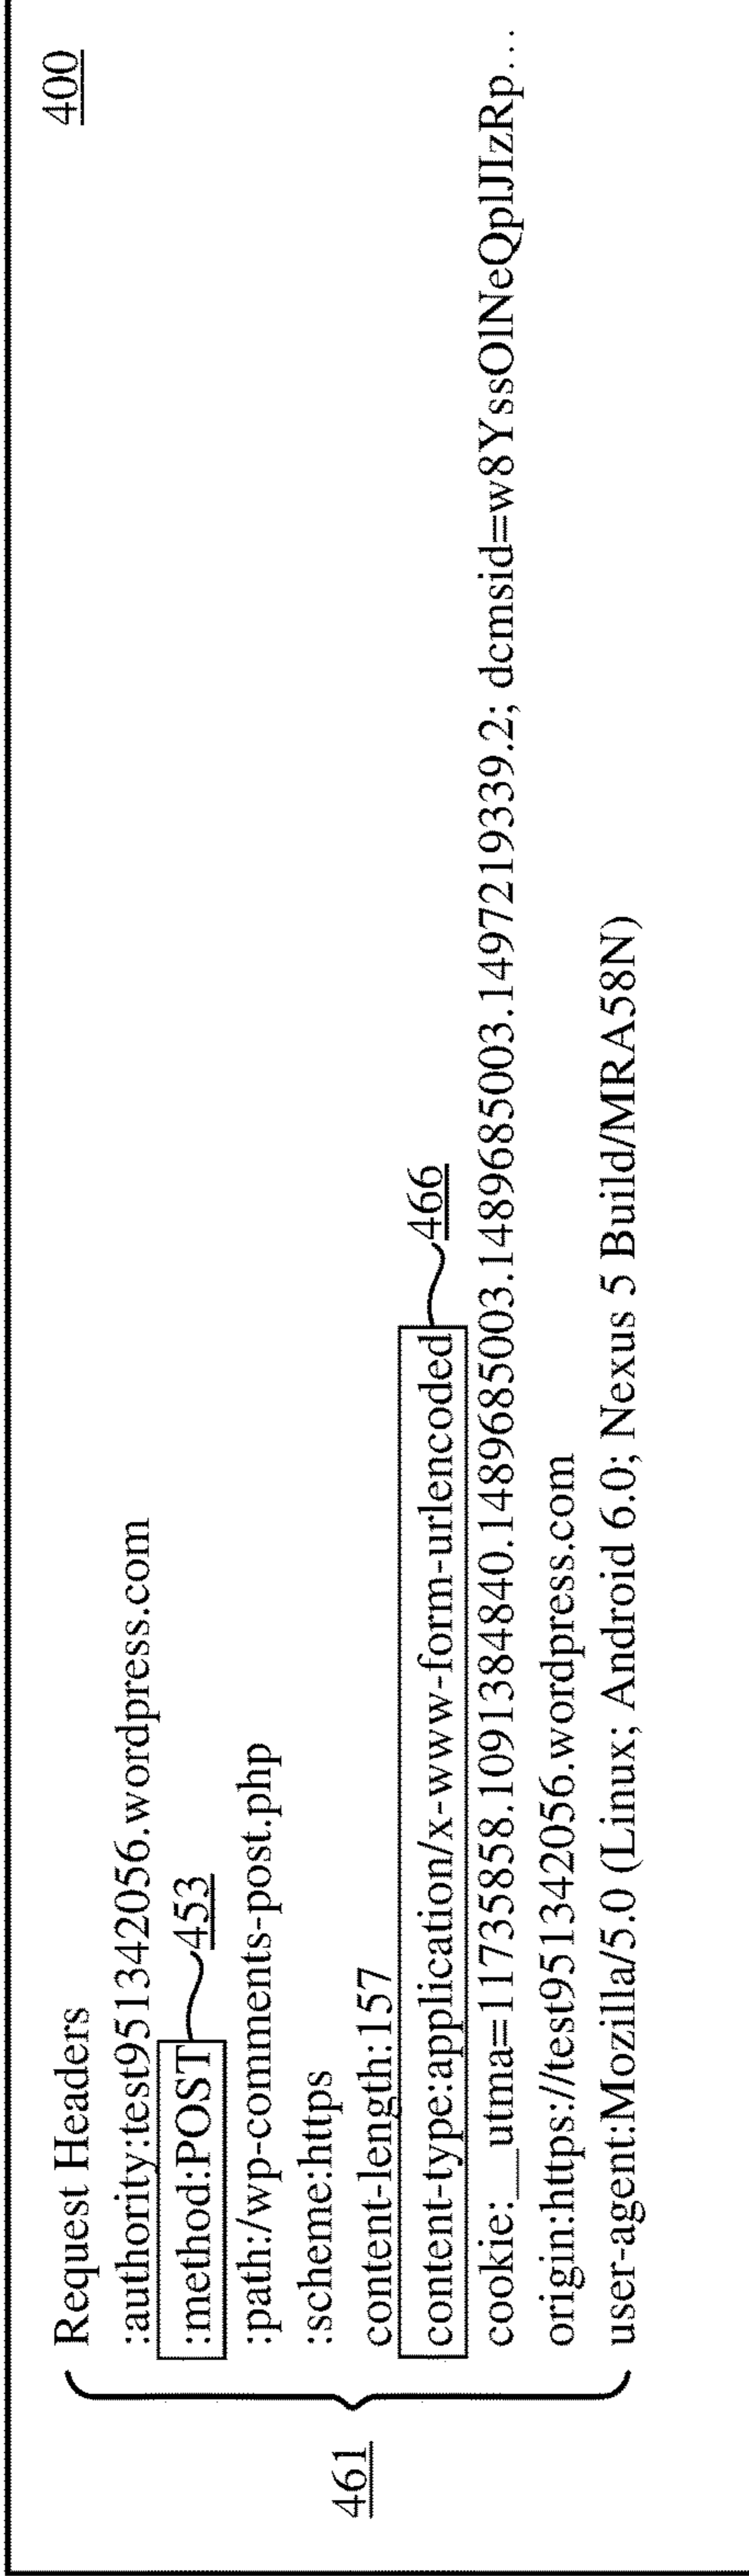 400
Request Headers
:authority:test951342056.wordpress.com
:method:POST 453
:path:/wp-comments-post.php
:scheme:https
content-length:157
content-type:application/x-www-form-urlencoded 466
cookie:__utma=11735858.1091384840.1489685003.1489685003.1497219339.2; dcmsid=w8YssOlNeQplJIzRp...
origin:https://test951342056.wordpress.com
user-agent:Mozilla/5.0 (Linux; Android 6.0; Nexus 5 Build/MRA58N)
461